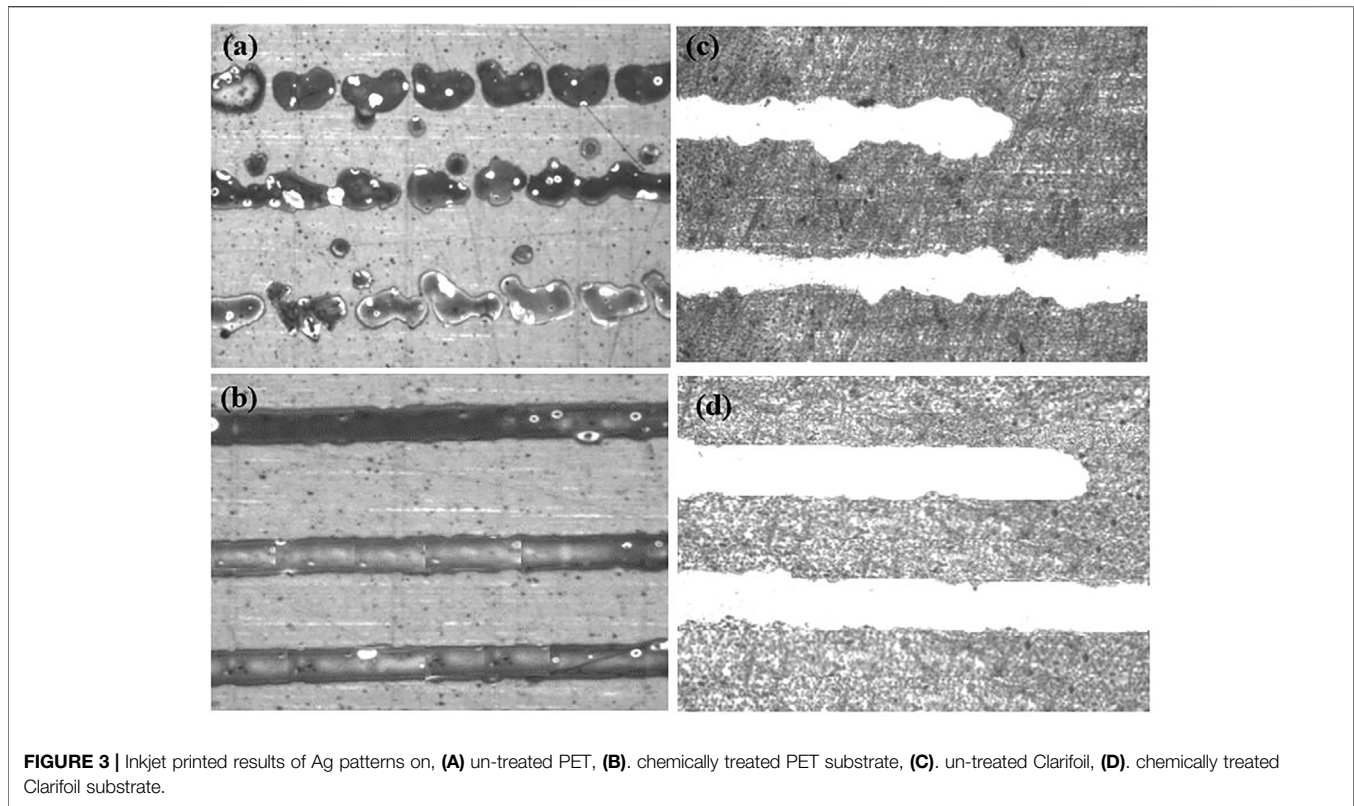 (a)
(c)
(b)
(d)
FIGURE 3 | Inkjet printed results of Ag patterns on, (A) un-treated PET, (B). chemically treated PET substrate, (C). un-treated Clarifoil, (D). chemically treated
Clarifoil substrate.